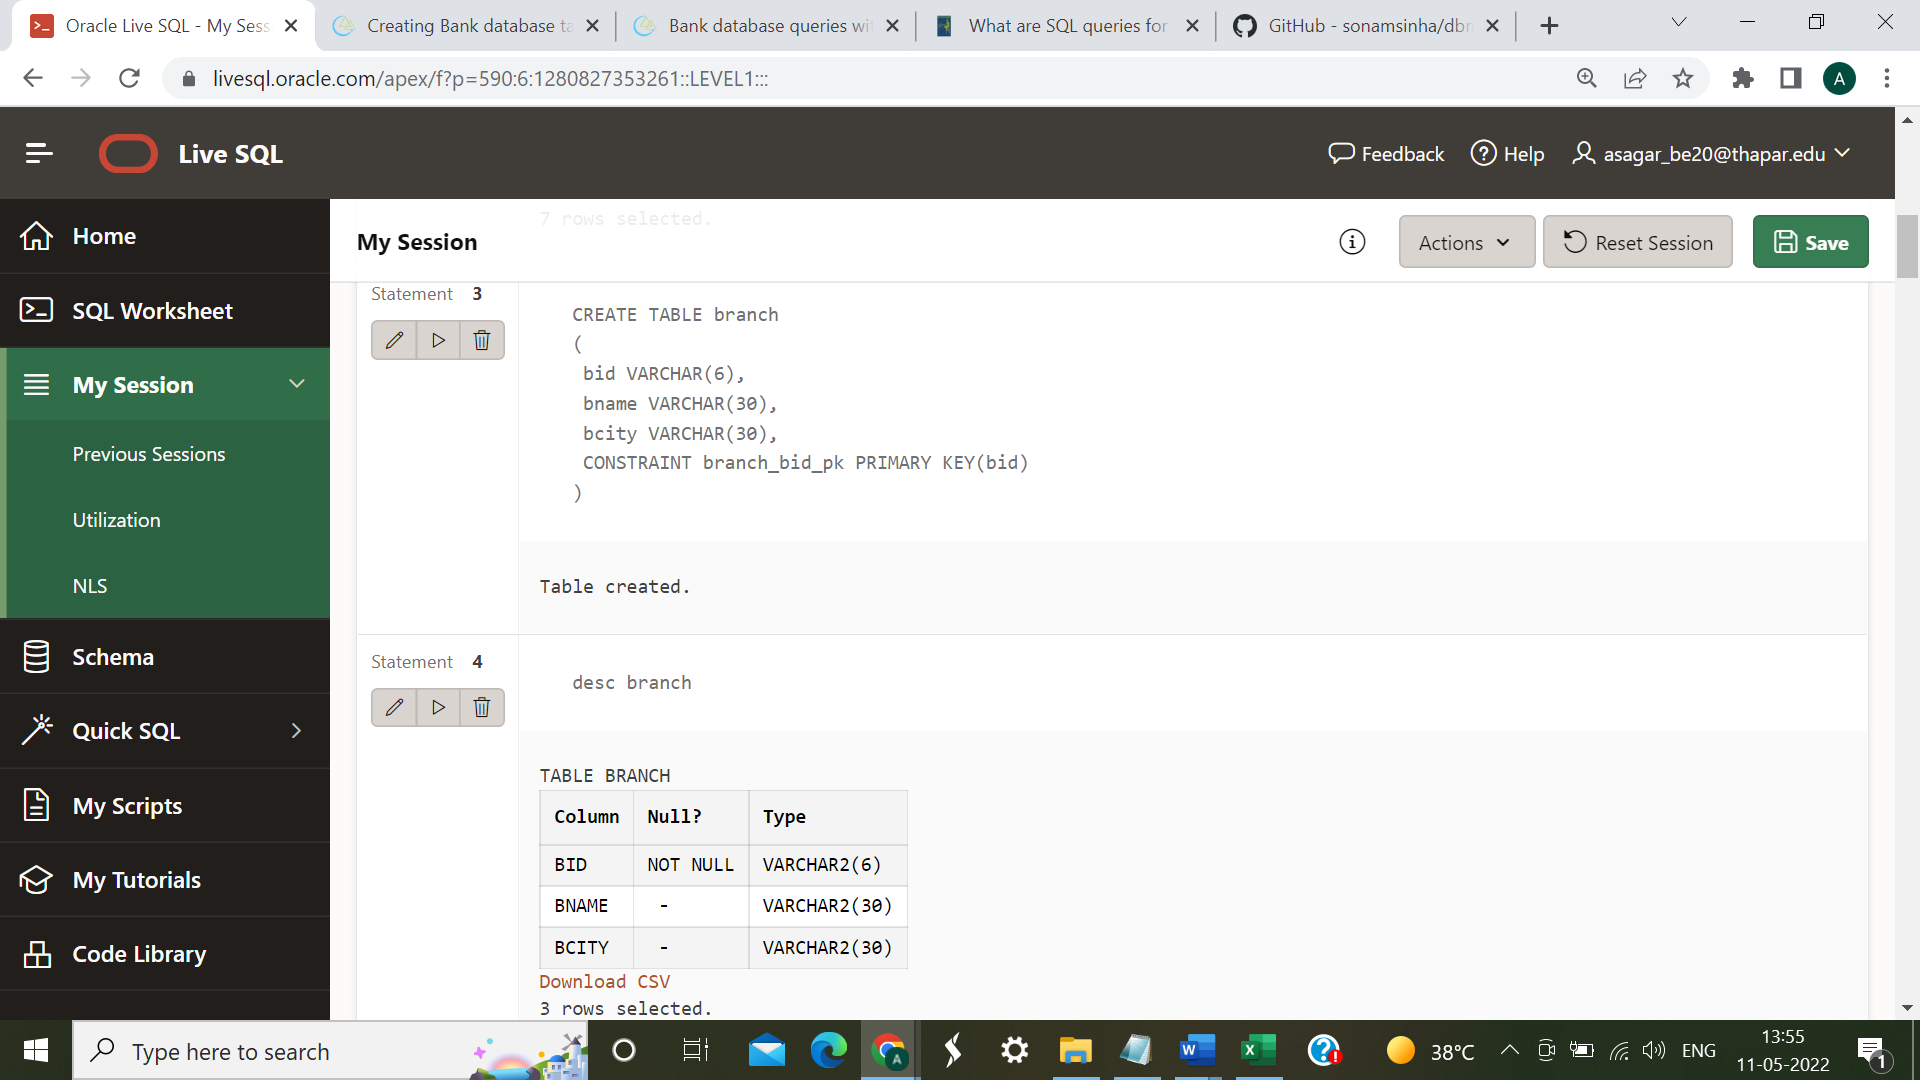 Oracle Live SQL - My Sess
Creating Bank database ta
Bank database queries wi
What are SQL queries for
GitHub - sonamsinha/dbm
livesql.oracle.com/apex/f?p=590:6:1280827353261::LEVEL1:::
A
Live SQL
Feedback
? Help
asagar_be20@thapar.edu
Home
SQL Worksheet
My Session
Previous Sessions
Utilization
NLS
Schema
Quick SQL
My Scripts
My Tutorials
Code Library
7 rows selected.
My Session
Actions
Reset Session
Save
Statement 3
CREATE TABLE branch
(
bid VARCHAR(6),
bname VARCHAR(30),
bcity VARCHAR(30),
CONSTRAINT branch_bid_pk PRIMARY KEY(bid)
)
Table created.
Statement 4
desc branch
TABLE BRANCH
Column Null? Type
BID NOT NULL VARCHAR2(6)
BNAME - VARCHAR2(30)
BCITY - VARCHAR2(30)
Download CSV
3 rows selected.
Type here to search
38°C
ENG
13:55
11-05-2022
1